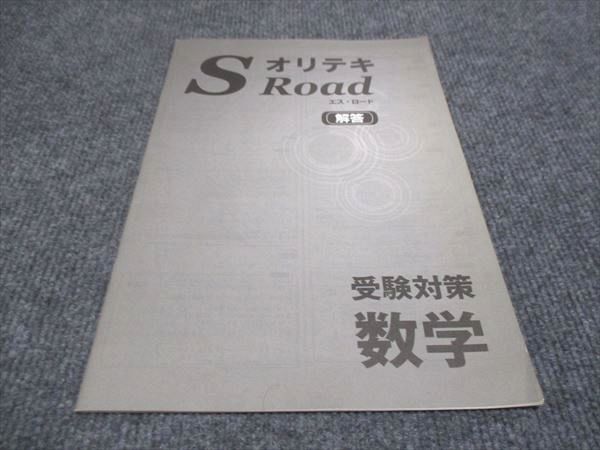 オリテキ
S Road
エス・ロード
解答
受験対策
数学